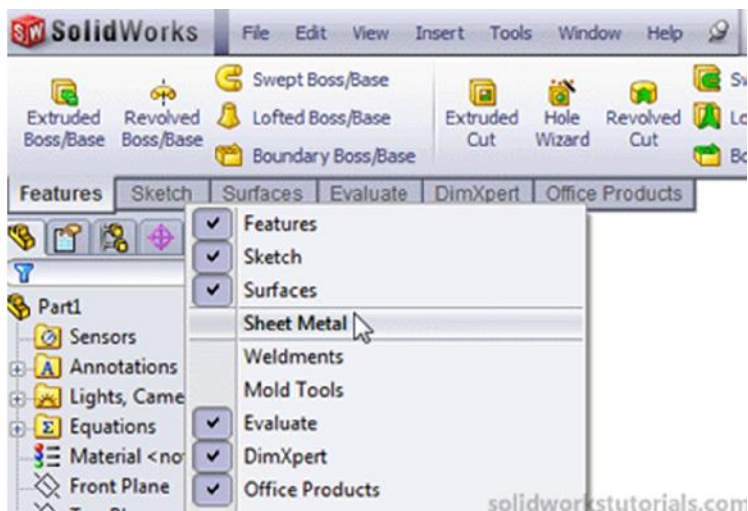 SW SolidWorks File Edit View Insert Tools Window Help
Swept Boss/Base
Extruded Boss/Base
Revolved Boss/Base
Lofted Boss/Base
Boundary Boss/Base
Extruded Cut
Hole Wizard
Revolved Cut
Features Sketch Surfaces Evaluate DimXpert Office Products
Features
Sketch
Surfaces
Sheet Metal
Weldments
Mold Tools
Evaluate
DimXpert
Office Products
Part1
Sensors
A Annotations
Lights, Came
Σ Equations
Material <no
Front Plane
solidworkstutorials.com